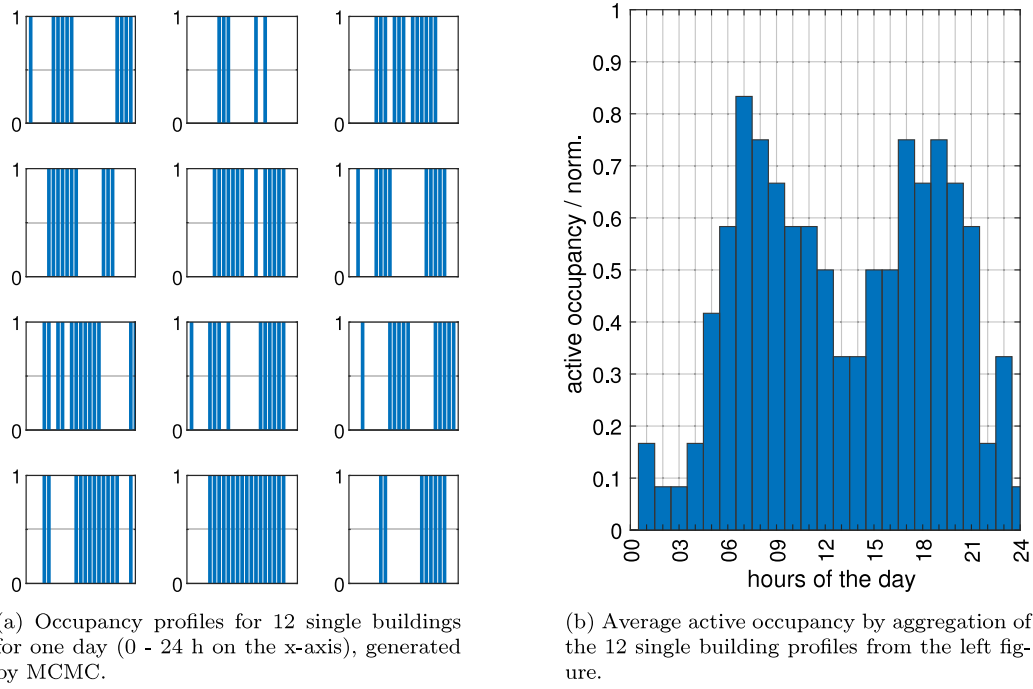 1 1 1
0 0 0
1 1 1
0 0 0
1 1 1
0 0 0
1 1 1
0 0 0
(a) Occupancy profiles for 12 single buildings
for one day (0 - 24 h on the x-axis), generated
by MCMC.
active occupancy / norm.
1
0.9
0.8
0.7
0.6
0.5
0.4
0.3
0.2
0.1
0
00 03 06 09 12 15 18 21 24
hours of the day
(b) Average active occupancy by aggregation of
the 12 single building profiles from the left fig-
ure.